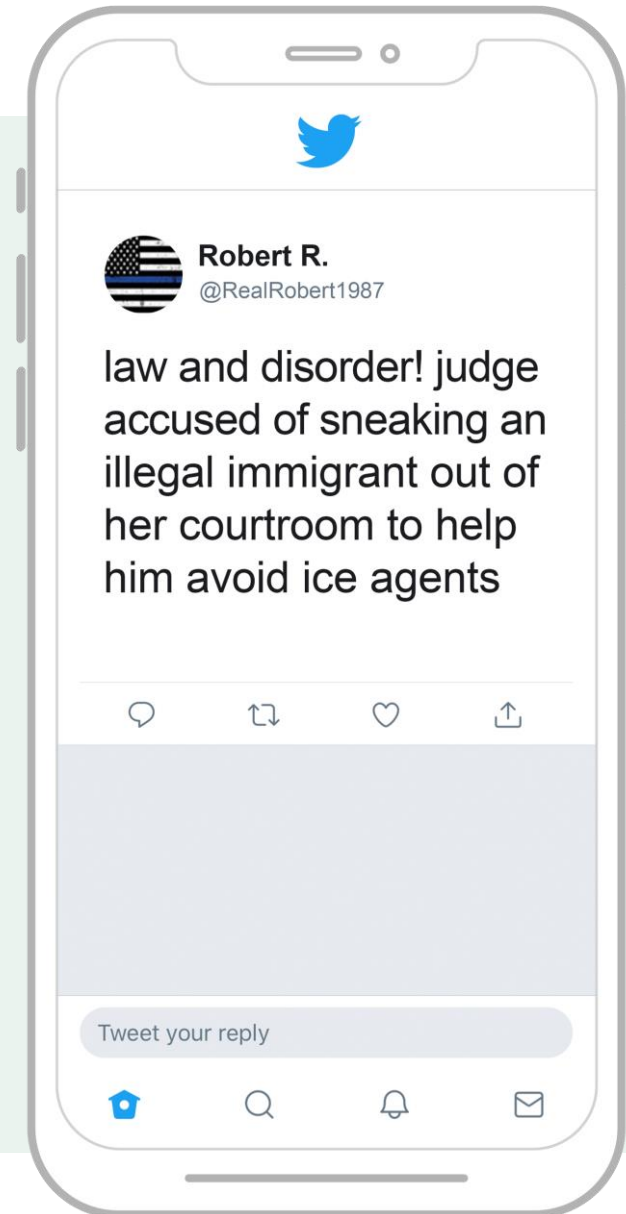 Robert R.
@RealRobert1987
law and disorder! judge
accused of sneaking an
illegal immigrant out of
her courtroom to help
him avoid ice agents
Tweet your reply